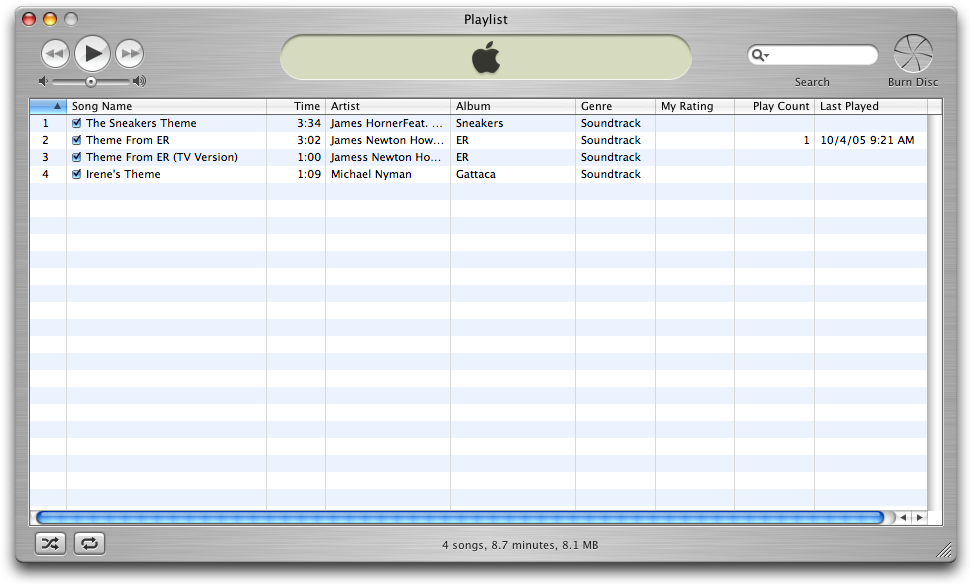 Playlist
Search
Burn Disc
Song Name Time Artist Album Genre My Rating Play Count Last Played
1 The Sneakers Theme 3:34 James HornerFeat. ... Sneakers Soundtrack
2 Theme From ER 3:02 James Newton How... ER Soundtrack 1 10/4/05 9:21 AM
3 Theme From ER (TV Version) 1:00 Jamess Newton Ho... ER Soundtrack
4 Irene's Theme 1:09 Michael Nyman Gattaca Soundtrack
4 songs, 8.7 minutes, 8.1 MB